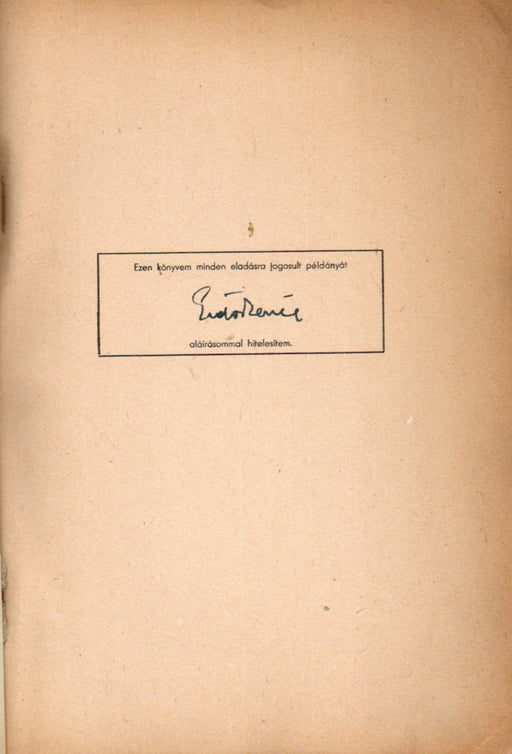 Ezen könyvem minden eladásra jogosult példányát
Erdős Renée
aláírásommal hitelesítem.